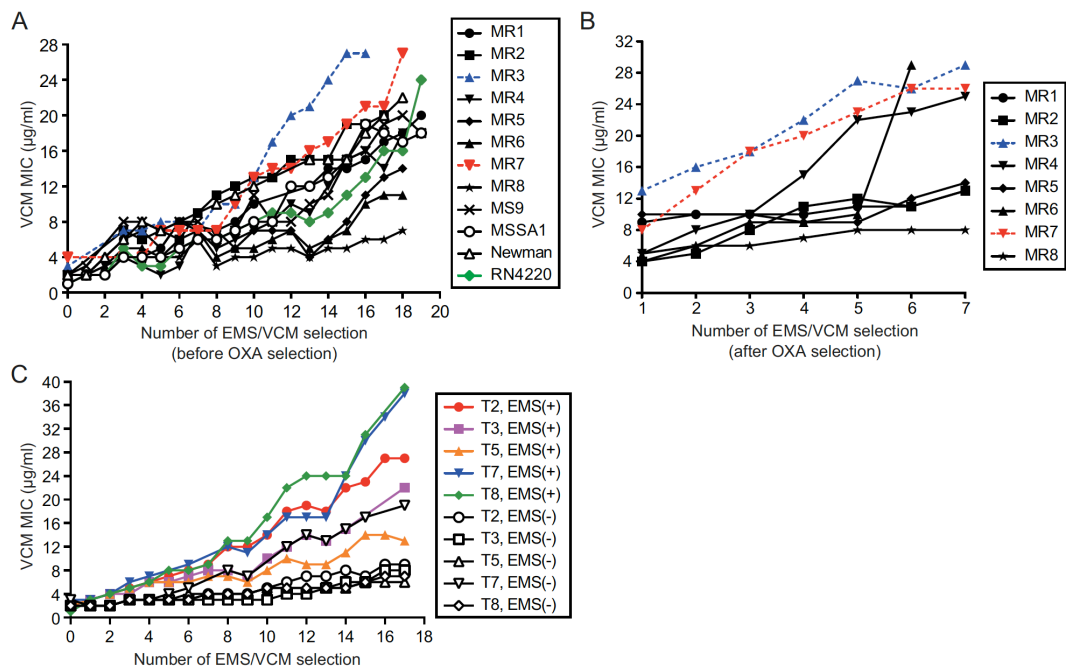 A
VCM MIC (µg/ml)
28
24
20
16
12
8
4
0
0 2 4 6 8 10 12 14 16 18 20
Number of EMS/VCM selection
(before OXA selection)
MR1
MR2
MR3
MR4
MR5
MR6
MR7
MR8
MS9
MSSA1
Newman
RN4220
B
VCM MIC (µg/ml)
32
28
24
20
16
12
8
4
0
1 2 3 4 5 6 7
Number of EMS/VCM selection
(after OXA selection)
MR1
MR2
MR3
MR4
MR5
MR6
MR7
MR8
C
VCM MIC (µg/ml)
40
36
32
28
24
20
16
12
8
4
0
0 2 4 6 8 10 12 14 16 18
Number of EMS/VCM selection
T2, EMS(+)
T3, EMS(+)
T5, EMS(+)
T7, EMS(+)
T8, EMS(+)
T2, EMS(-)
T3, EMS(-)
T5, EMS(-)
T7, EMS(-)
T8, EMS(-)